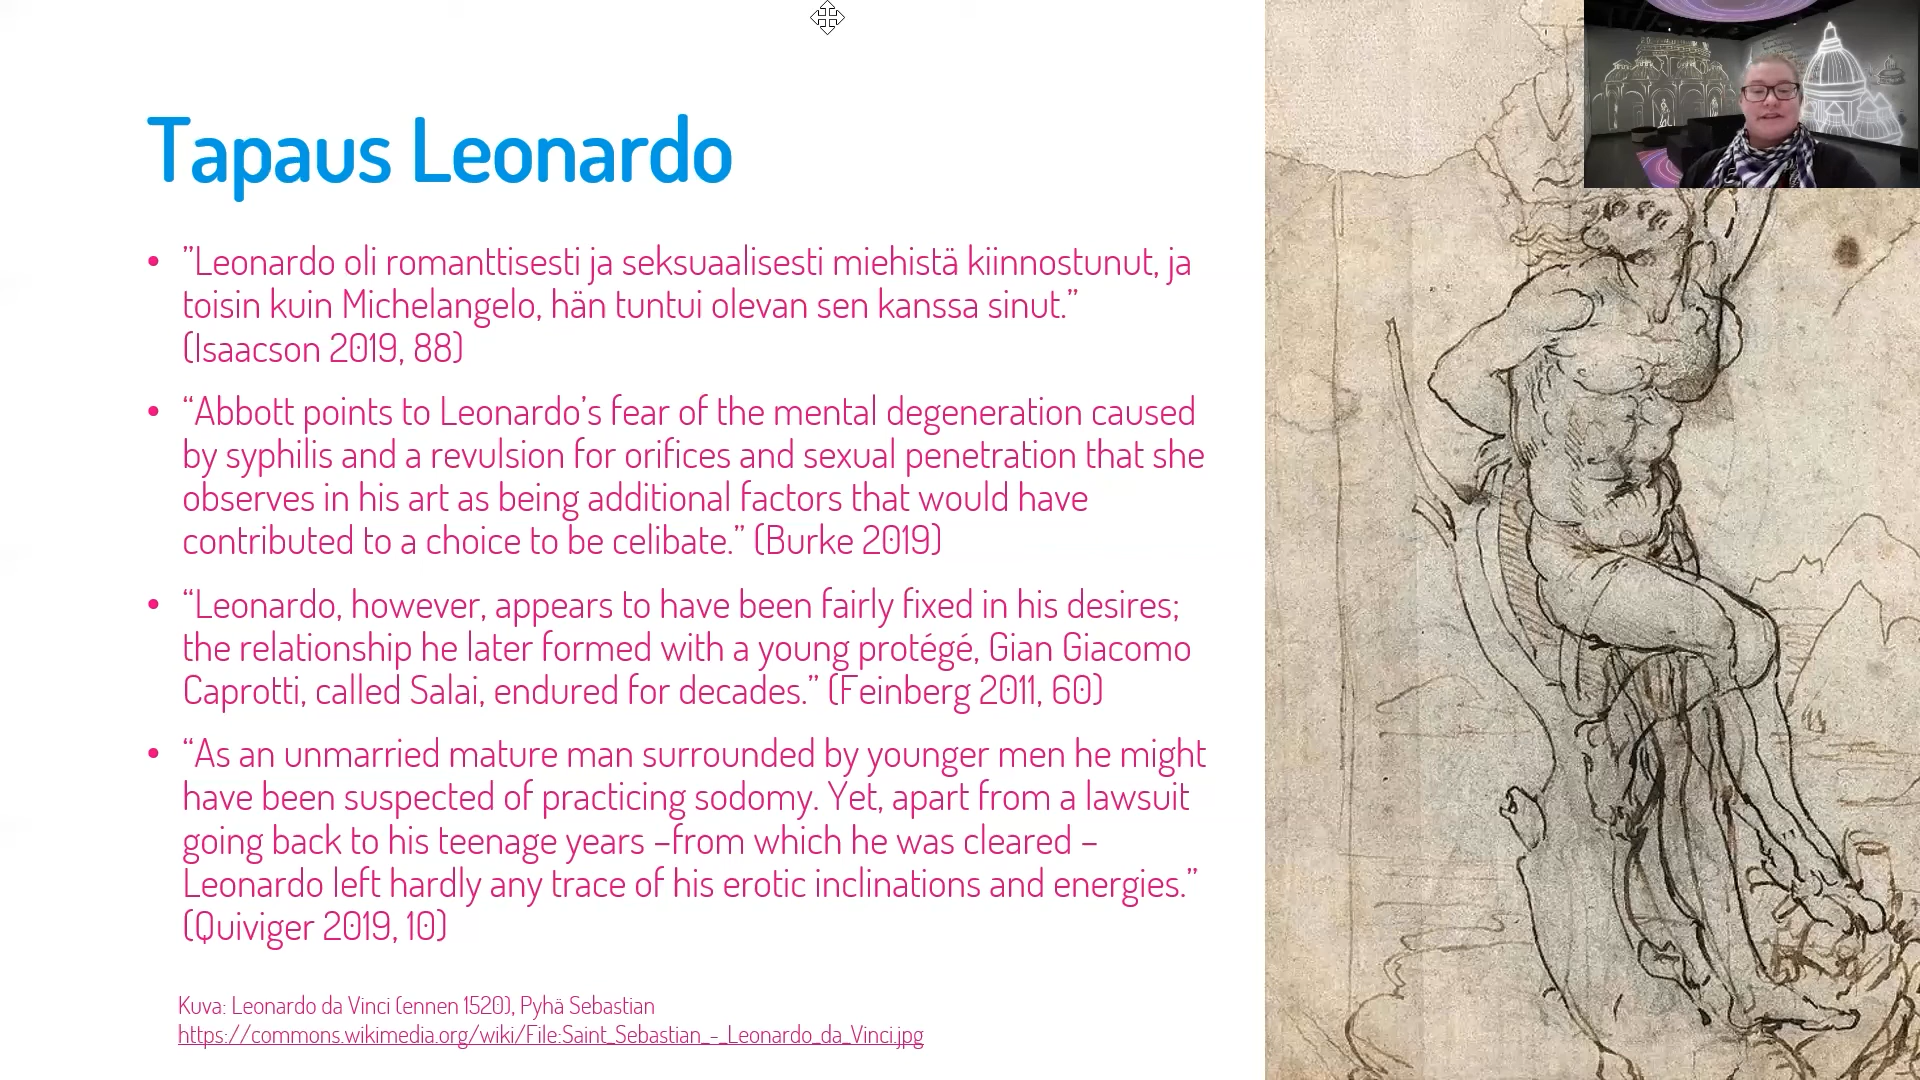 Tapaus Leonardo
• ”Leonardo oli romanttisesti ja seksuaalisesti miehistä kiinnostunut, ja
toisin kuin Michelangelo, hän tuntui olevan sen kanssa sinut.”
(Isaacson 2019, 88)
• “Abbott points to Leonardo’s fear of the mental degeneration caused
by syphilis and a revulsion for orifices and sexual penetration that she
observes in his art as being additional factors that would have
contributed to a choice to be celibate.” (Burke 2019)
• “Leonardo, however, appears to have been fairly fixed in his desires;
the relationship he later formed with a young protégé, Gian Giacomo
Caprotti, called Salai, endured for decades.” (Feinberg 2011, 60)
• “As an unmarried mature man surrounded by younger men he might
have been suspected of practicing sodomy. Yet, apart from a lawsuit
going back to his teenage years –from which he was cleared –
Leonardo left hardly any trace of his erotic inclinations and energies.”
(Quiviger 2019, 10)
Kuva: Leonardo da Vinci (ennen 1520), Pyhä Sebastian
https://commons.wikimedia.org/wiki/File:Saint_Sebastian_-_Leonardo_da_Vinci.jpg